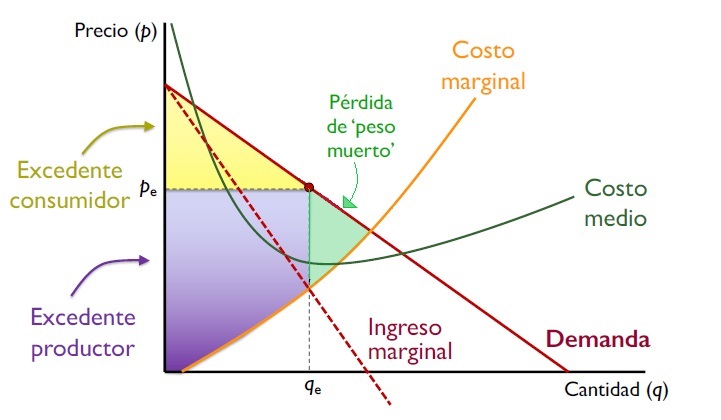 Precio (p)
Costo
marginal
Pérdida
de ‘peso
muerto’
Excedente
consumidor
pe
Costo
medio
Excedente
productor
Ingreso
marginal
Demanda
qe
Cantidad (q)